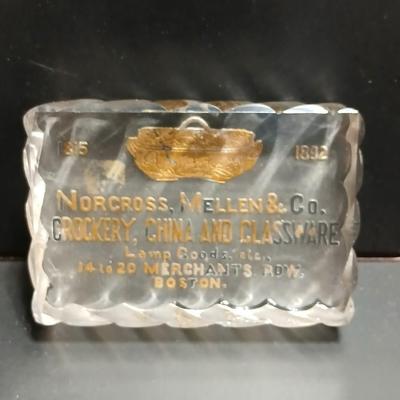 1815 1892
NORCROSS, MELLEN & CO.
CROCKERY, CHINA AND GLASSWARE
Lamp Goods, etc.,
14 to 20 MERCHANTS ROW,
BOSTON.